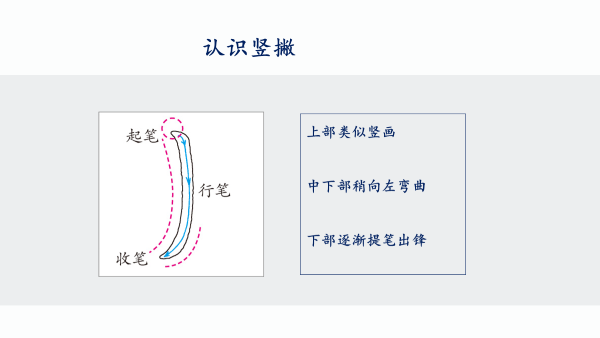 认识竖撇
起笔
行笔
收笔
上部类似竖画
中下部稍向左弯曲
下部逐渐提笔出锋